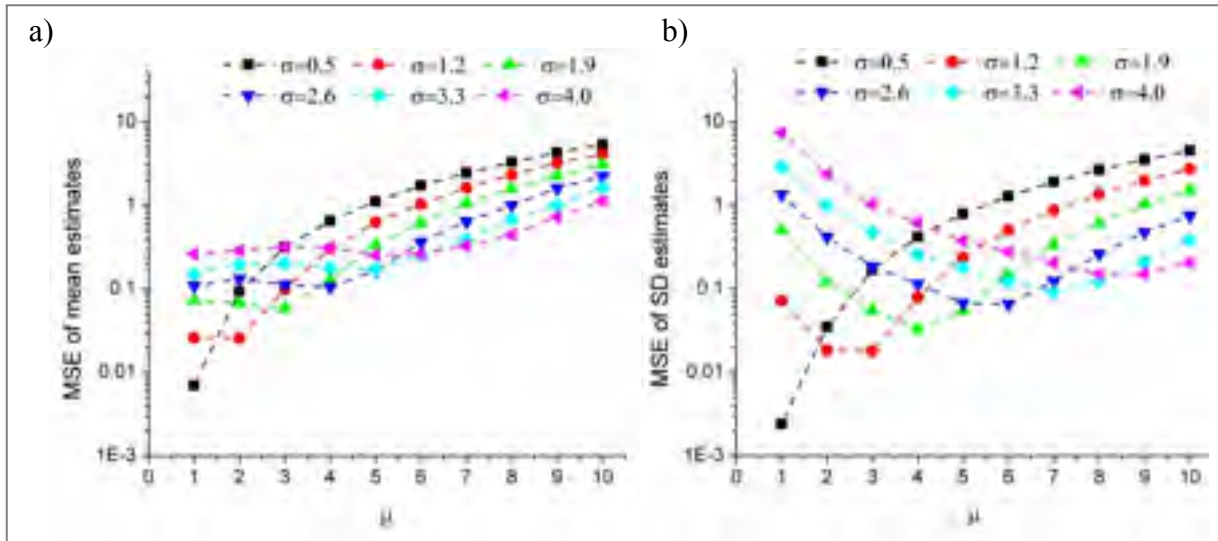 a)
σ=0.5 σ=1.2 σ=1.9
σ=2.6 σ=3.3 σ=4.0
10
1
0.1
0.01
1E-3
MSE of mean estimates
0 1 2 3 4 5 6 7 8 9 10
μ
b)
σ=0.5 σ=1.2 σ=1.9
σ=2.6 σ=3.3 σ=4.0
10
1
0.1
0.01
1E-3
MSE of SD estimates
0 1 2 3 4 5 6 7 8 9 10
μ